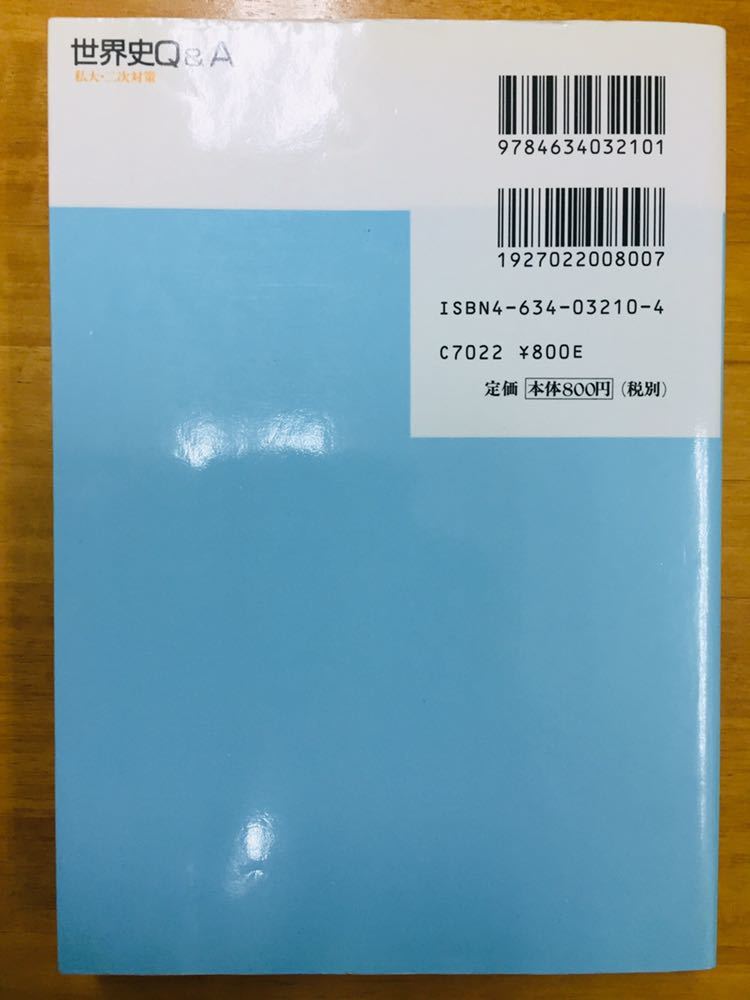 世界史Q&A
私大・二次対策
9784634032101
1927022008007
ISBN4-634-03210-4
C7022 ¥800E
定価 本体800円 (税別)